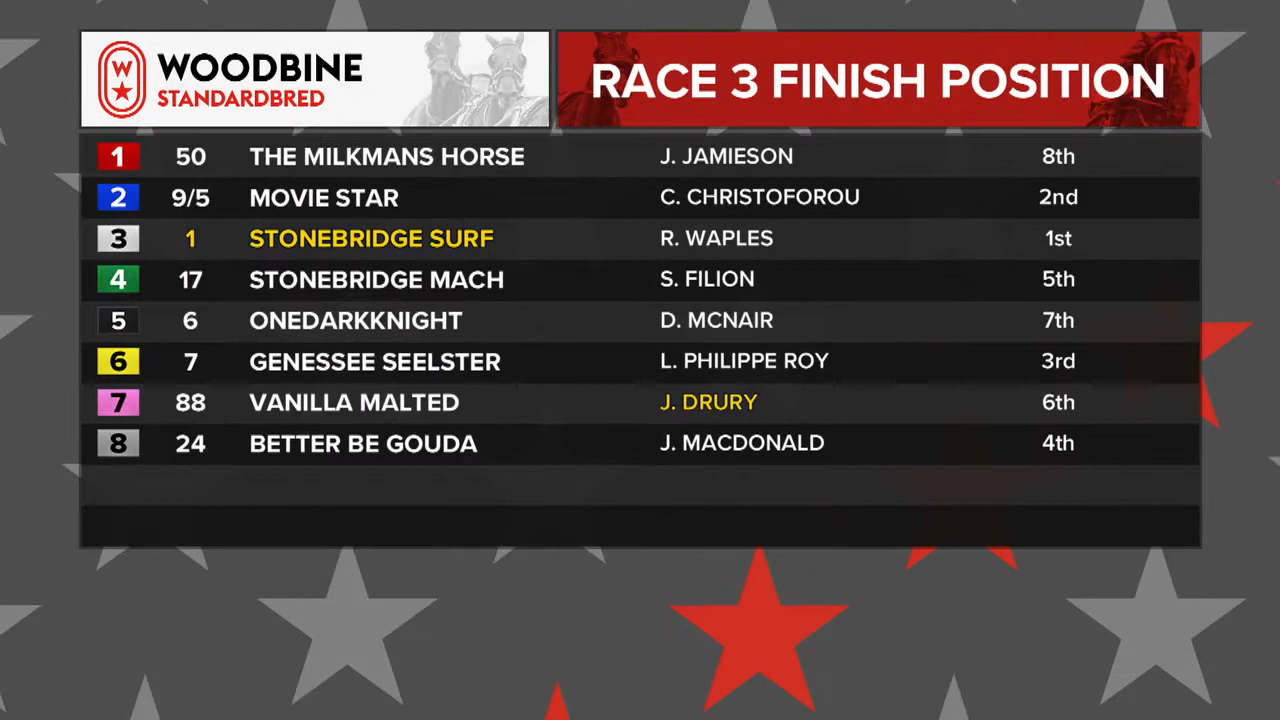 W
WOODBINE
STANDARDBRED
RACE 3 FINISH POSITION
1 50 THE MILKMANS HORSE J. JAMIESON 8th
2 9/5 MOVIE STAR C. CHRISTOFOROU 2nd
3 1 STONEBRIDGE SURF R. WAPLES 1st
4 17 STONEBRIDGE MACH S. FILION 5th
5 6 ONEDARKKNIGHT D. MCNAIR 7th
6 7 GENESSEE SEELSTER L. PHILIPPE ROY 3rd
7 88 VANILLA MALTED J. DRURY 6th
8 24 BETTER BE GOUDA J. MACDONALD 4th